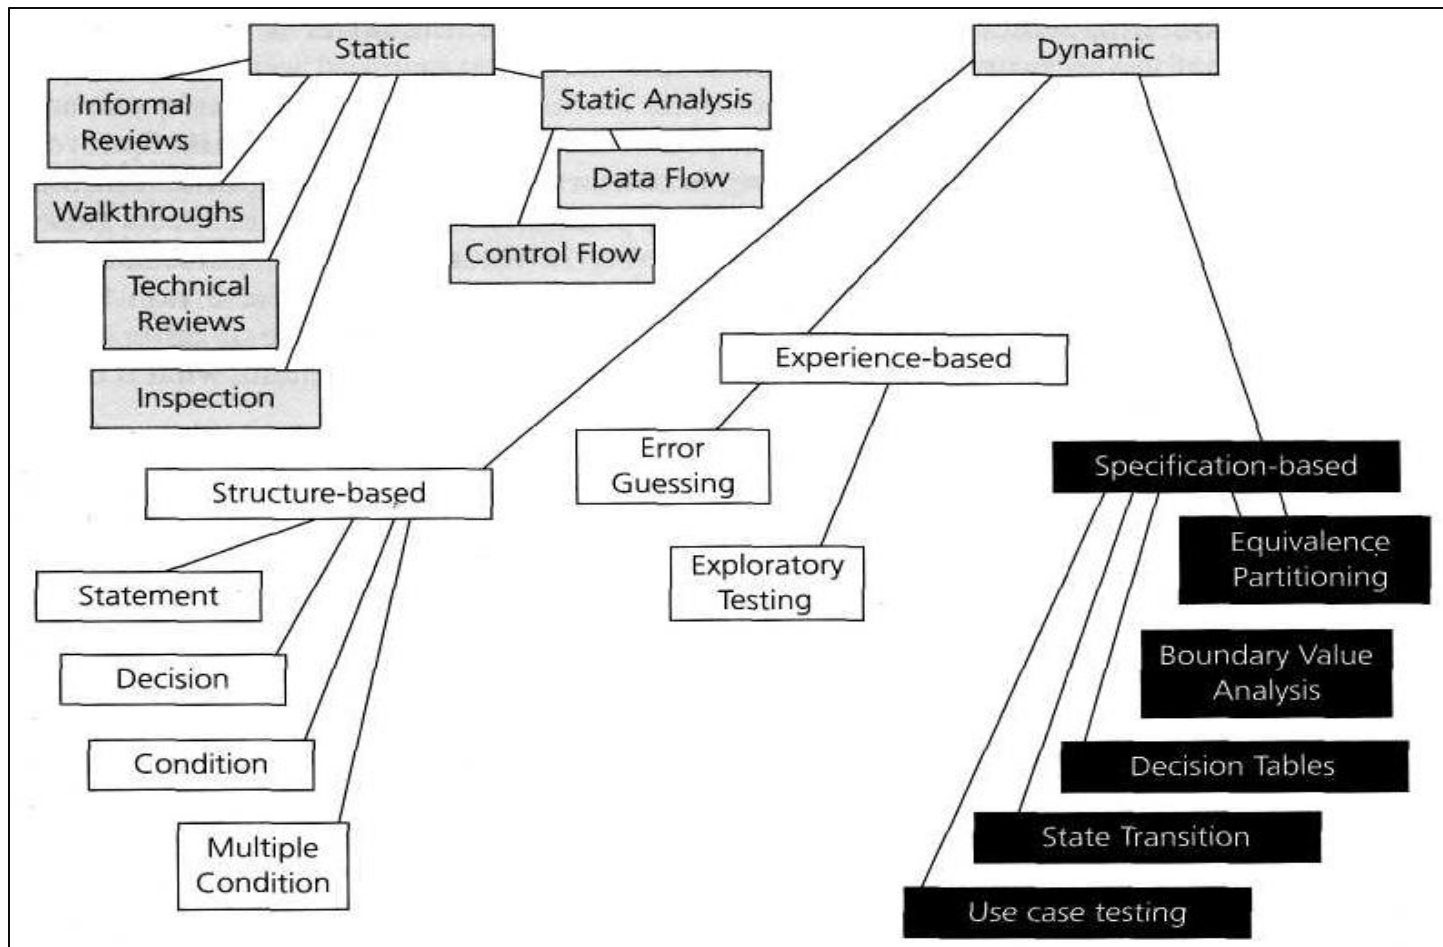 Static
Dynamic
Informal
Reviews
Static Analysis
Data Flow
Walkthroughs
Control Flow
Technical
Reviews
Experience-based
Inspection
Error
Guessing
Specification-based
Structure-based
Equivalence
Partitioning
Exploratory
Testing
Statement
Boundary Value
Analysis
Decision
Condition
Decision Tables
State Transition
Multiple
Condition
Use case testing